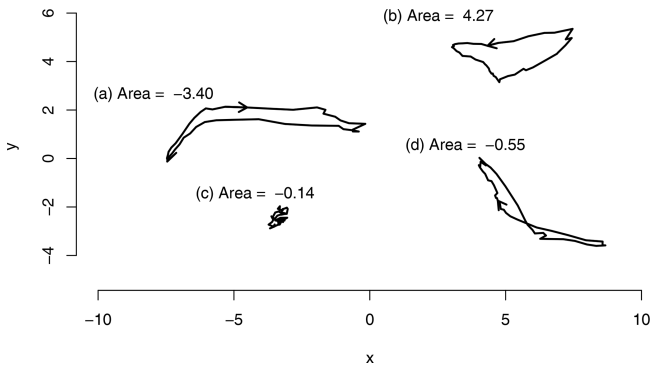 6
4
2
0
−2
−4
y
(b) Area = 4.27
(a) Area = −3.40
(d) Area = −0.55
(c) Area = −0.14
−10
−5
0
5
10
x